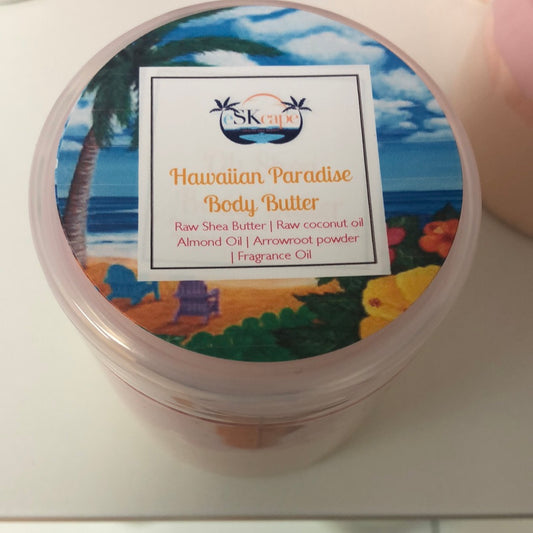 eSKcape
Hawaiian Paradise
Body Butter
Raw Shea Butter | Raw coconut oil
Almond Oil | Arrowroot powder
| Fragrance Oil